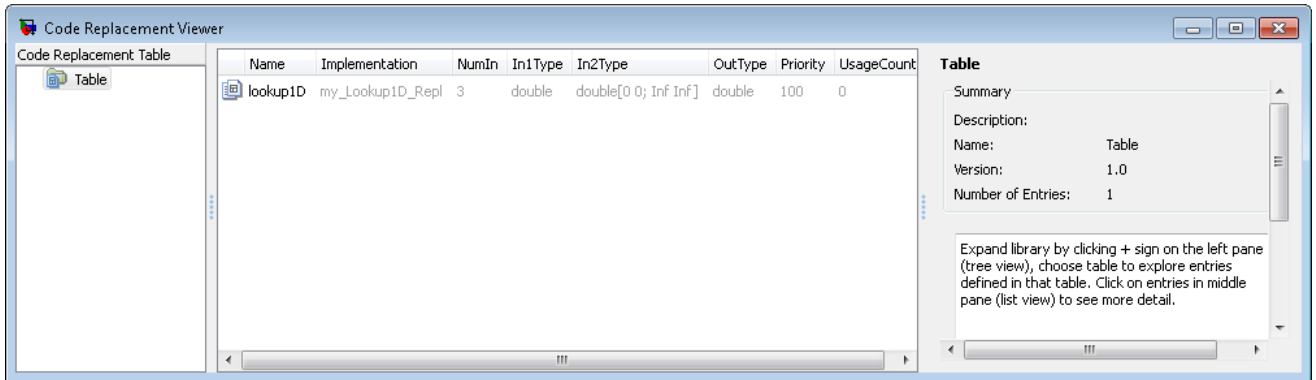 Code Replacement Viewer
Code Replacement Table
Table
Name Implementation NumIn In1Type In2Type OutType Priority UsageCount
lookup1D my_Lookup1D_Repl 3 double double[0 0; Inf Inf] double 100 0
Table
Summary
Description:
Name: Table
Version: 1.0
Number of Entries: 1
Expand library by clicking + sign on the left pane
(tree view), choose table to explore entries
defined in that table. Click on entries in middle
pane (list view) to see more detail.